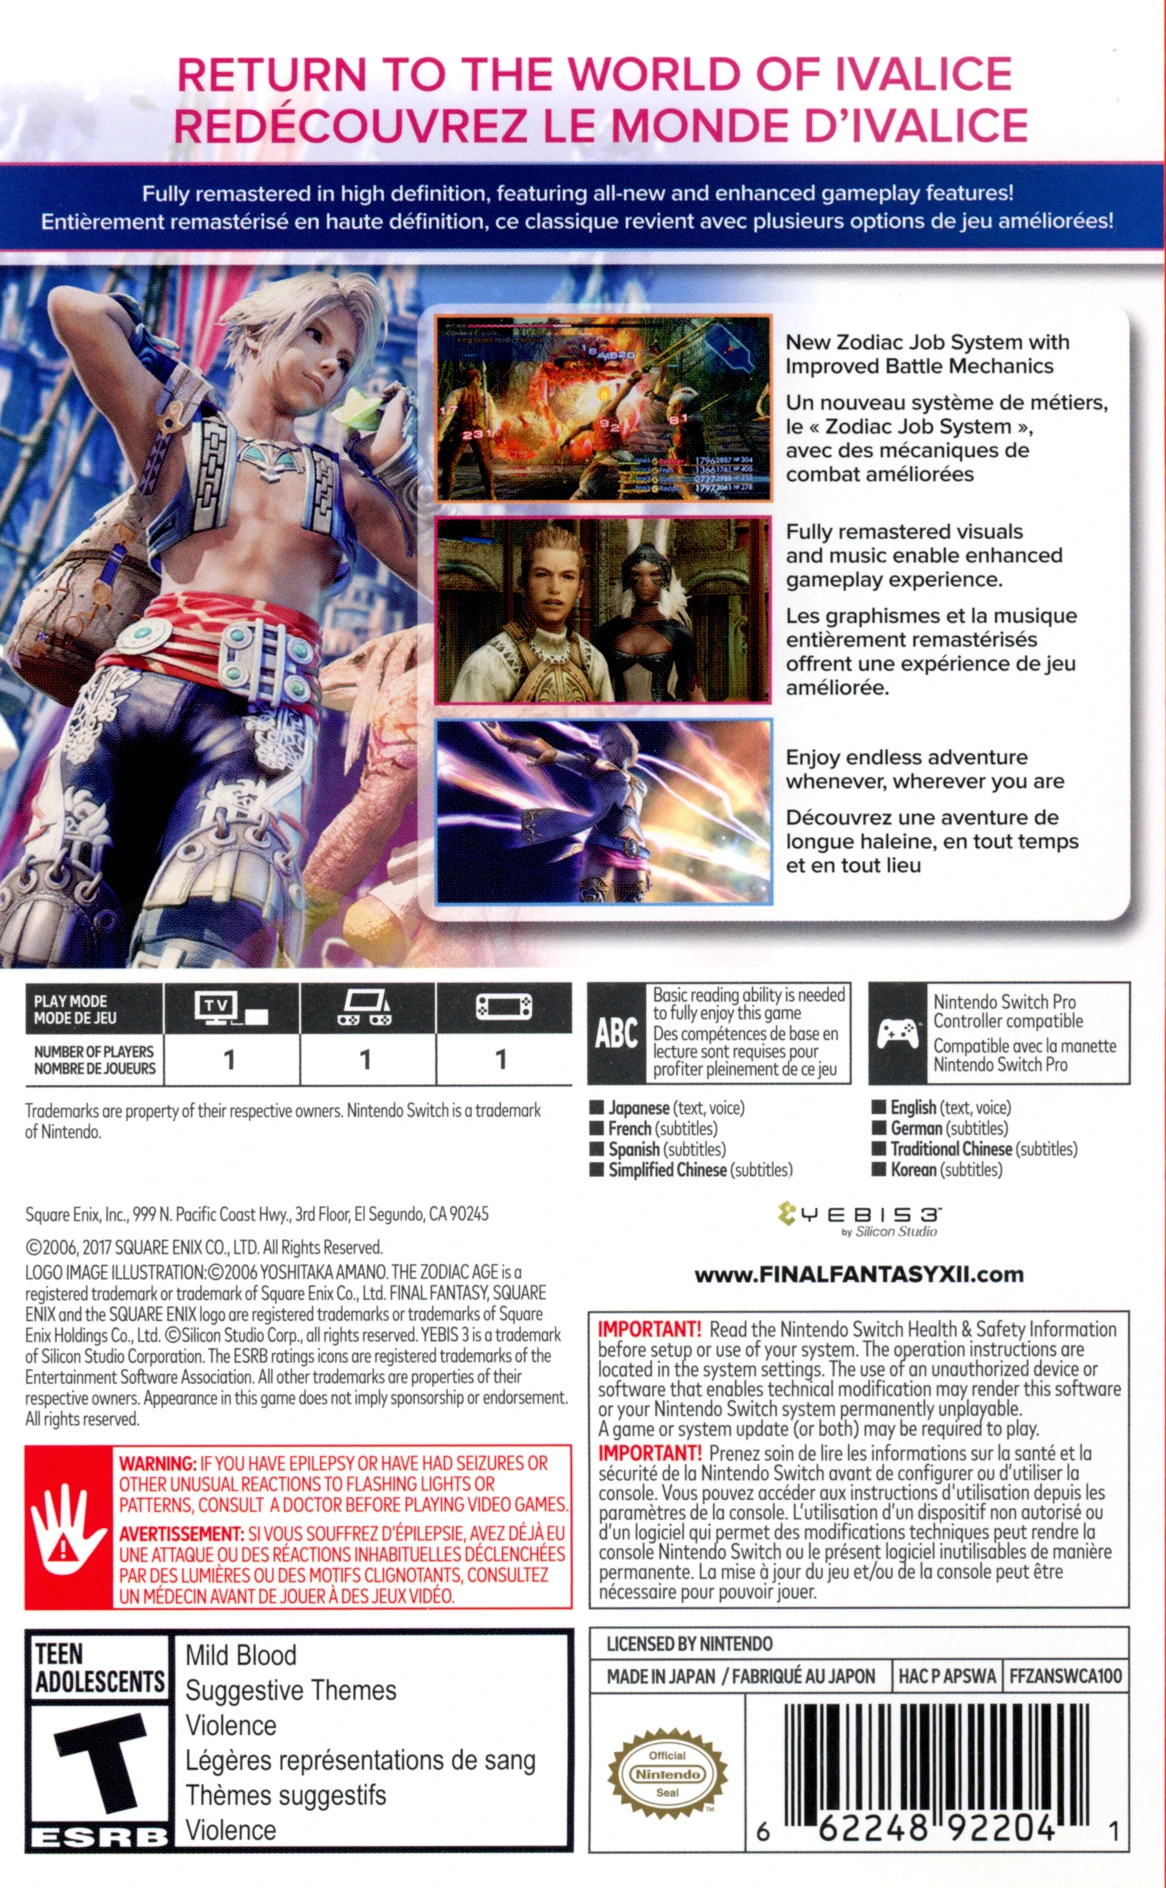 RETURN TO THE WORLD OF IVALICE
REDÉCOUVREZ LE MONDE D'IVALICE
Fully remastered in high definition, featuring all-new and enhanced gameplay features!
Entièrement remastérisé en haute définition, ce classique revient avec plusieurs options de jeu améliorées!
New Zodiac Job System with
Improved Battle Mechanics
Un nouveau système de métiers,
le « Zodiac Job System »,
avec des mécaniques de
combat améliorées
Fully remastered visuals
and music enable enhanced
gameplay experience.
Les graphismes et la musique
entièrement remastérisés
offrent une expérience de jeu
améliorée.
Enjoy endless adventure
whenever, wherever you are
Découvrez une aventure de
longue haleine, en tout temps
et en tout lieu
PLAY MODE
MODE DE JEU
TV
NUMBER OF PLAYERS
NOMBRE DE JOUEURS
1
1
1
ABC
Basic reading ability is needed
to fully enjoy this game
Des compétences de base en
lecture sont requises pour
profiter pleinement de ce jeu
Nintendo Switch Pro
Controller compatible
Compatible avec la manette
Nintendo Switch Pro
Trademarks are property of their respective owners. Nintendo Switch is a trademark
of Nintendo.
Japanese (text, voice)
French (subtitles)
Spanish (subtitles)
Simplified Chinese (subtitles)
English (text, voice)
German (subtitles)
Traditional Chinese (subtitles)
Korean (subtitles)
Square Enix, Inc., 999 N. Pacific Coast Hwy., 3rd Floor, El Segundo, CA 90245
©2006, 2017 SQUARE ENIX CO., LTD. All Rights Reserved.
LOGO IMAGE ILLUSTRATION:©2006 YOSHITAKA AMANO. THE ZODIAC AGE is a
registered trademark or trademark of Square Enix Co., Ltd. FINAL FANTASY, SQUARE
ENIX and the SQUARE ENIX logo are registered trademarks or trademarks of Square
Enix Holdings Co., Ltd. ©Silicon Studio Corp., all rights reserved. YEBIS 3 is a trademark
of Silicon Studio Corporation. The ESRB ratings icons are registered trademarks of the
Entertainment Software Association. All other trademarks are properties of their
respective owners. Appearance in this game does not imply sponsorship or endorsement.
All rights reserved.
YEBIS 3™
by Silicon Studio
www.FINALFANTASYXII.com
WARNING: IF YOU HAVE EPILEPSY OR HAVE HAD SEIZURES OR
OTHER UNUSUAL REACTIONS TO FLASHING LIGHTS OR
PATTERNS, CONSULT A DOCTOR BEFORE PLAYING VIDEO GAMES.
AVERTISSEMENT: SI VOUS SOUFFREZ D'ÉPILEPSIE, AVEZ DÉJÀ EU
UNE ATTAQUE OU DES RÉACTIONS INHABITUELLES DÉCLENCHÉES
PAR DES LUMIÈRES OU DES MOTIFS CLIGNOTANTS, CONSULTEZ
UN MÉDECIN AVANT DE JOUER À DES JEUX VIDÉO.
IMPORTANT! Read the Nintendo Switch Health & Safety Information
before setup or use of your system. The operation instructions are
located in the system settings. The use of an unauthorized device or
software that enables technical modification may render this software
or your Nintendo Switch system permanently unplayable.
A game or system update (or both) may be required to play.
IMPORTANT! Prenez soin de lire les informations sur la santé et la
sécurité de la Nintendo Switch avant de configurer ou d'utiliser la
console. Vous pouvez accéder aux instructions d'utilisation depuis les
paramètres de la console. L'utilisation d'un dispositif non autorisé ou
d'un logiciel qui permet des modifications techniques peut rendre la
console Nintendo Switch ou le présent logiciel inutilisables de manière
permanente. La mise à jour du jeu et/ou de la console peut être
nécessaire pour pouvoir jouer.
TEEN
ADOLESCENTS
T
ESRB
Mild Blood
Suggestive Themes
Violence
Légères représentations de sang
Thèmes suggestifs
Violence
LICENSED BY NINTENDO
MADE IN JAPAN / FABRIQUÉ AU JAPON
HAC P APSWA
FFZANSWCA100
Official
Nintendo
Seal
TM
6 62248 92204 1